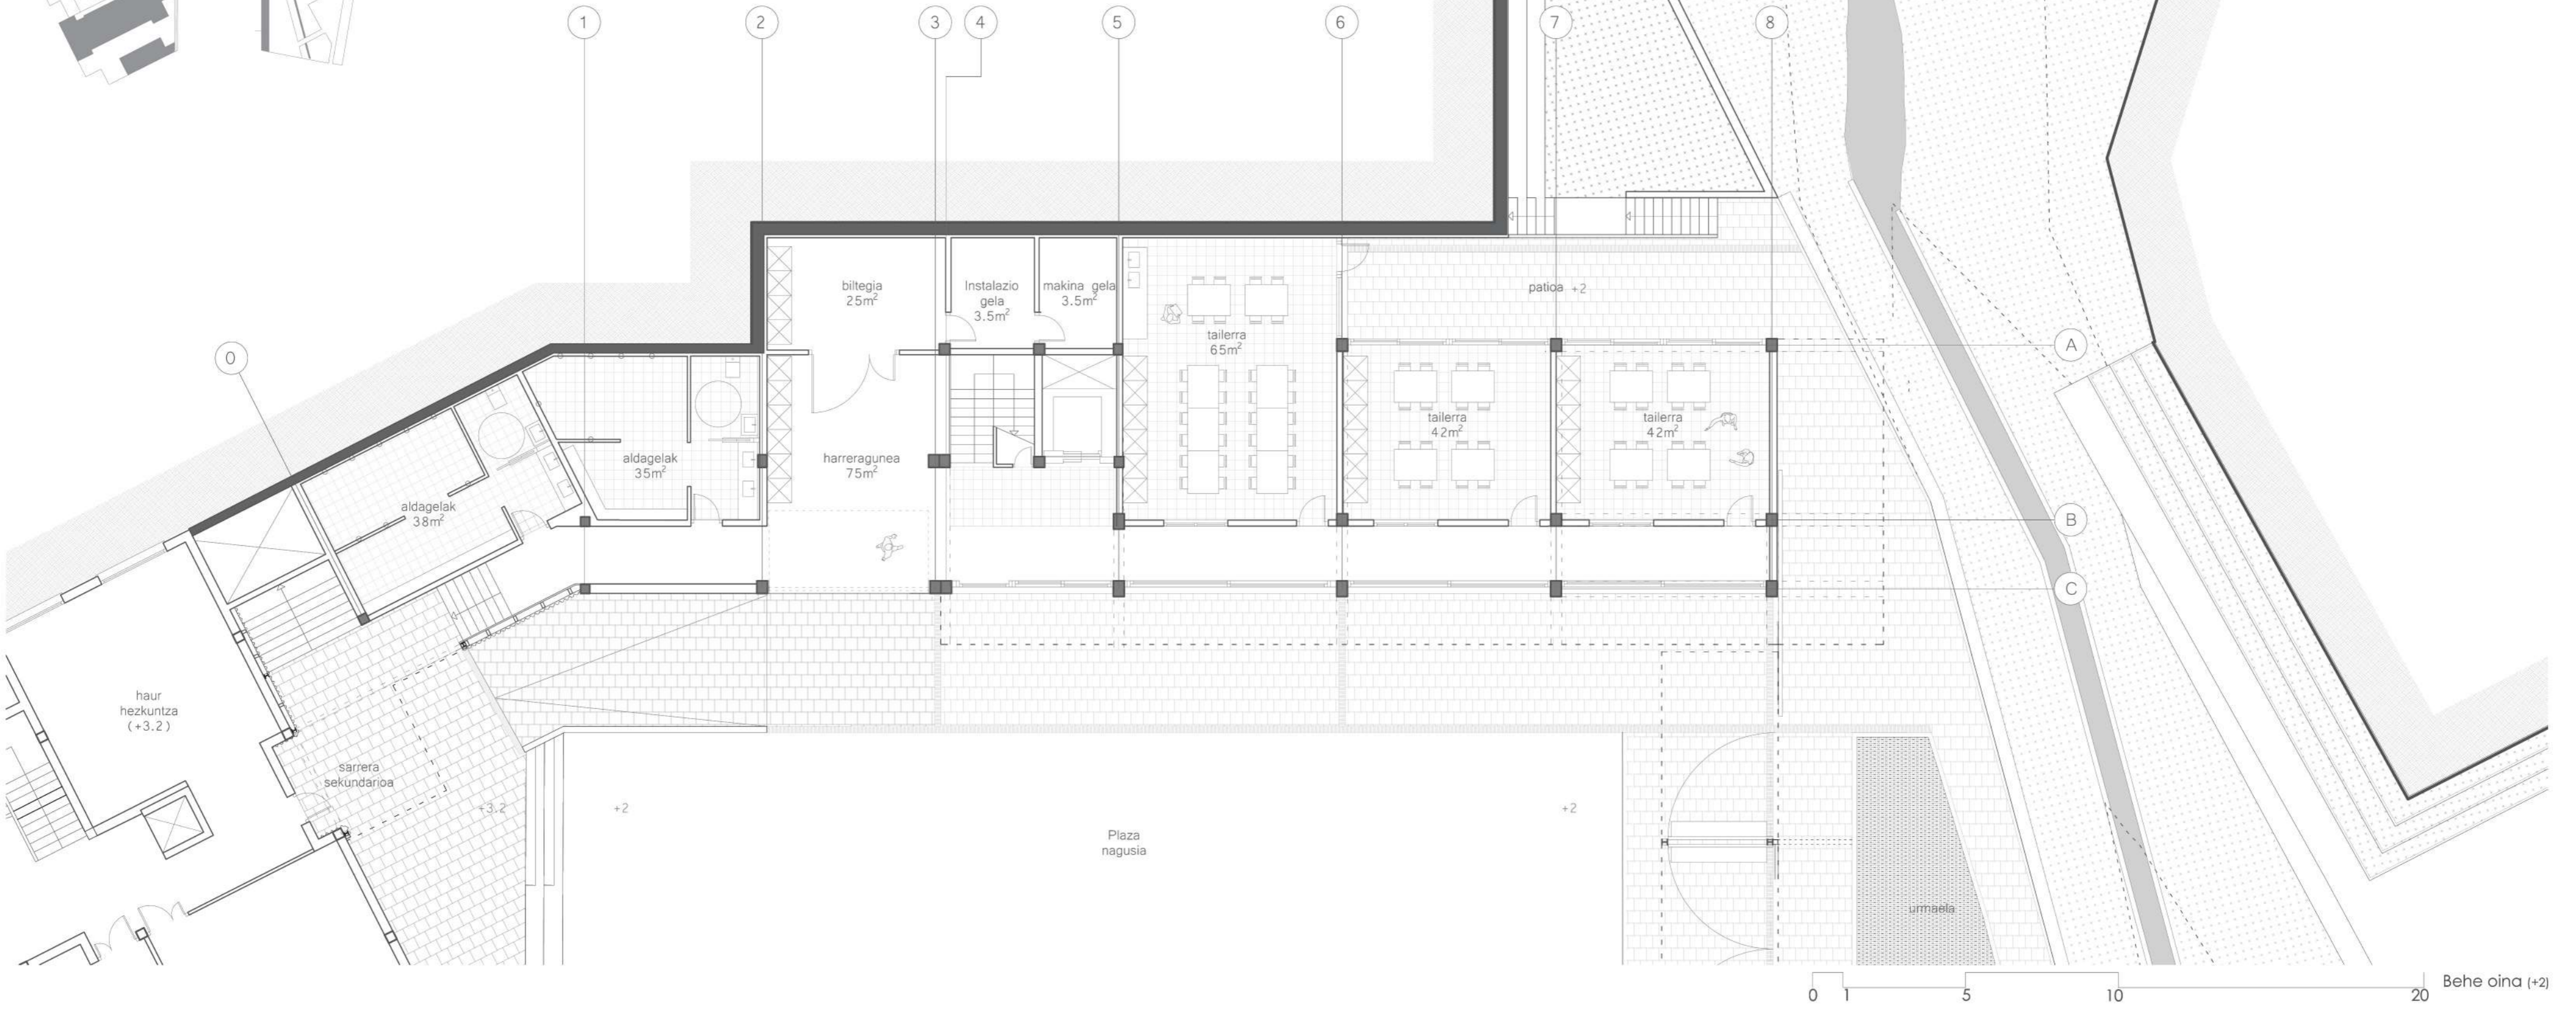 1
2
3
4
5
6
7
8
0
A
B
C
biltegia
25m²
Instalazio
gela
3.5m²
makina gela
3.5m²
tailerra
65m²
patioa +2
tailerra
42m²
tailerra
42m²
aldagelak
35m²
harreragunea
75m²
aldagelak
38m²
haur
hezkuntza
(+3.2)
sarrera
sekundarioa
+3.2
+2
Plaza
nagusia
+2
urmaela
0 1 5 10 20
Behe oina (+2)